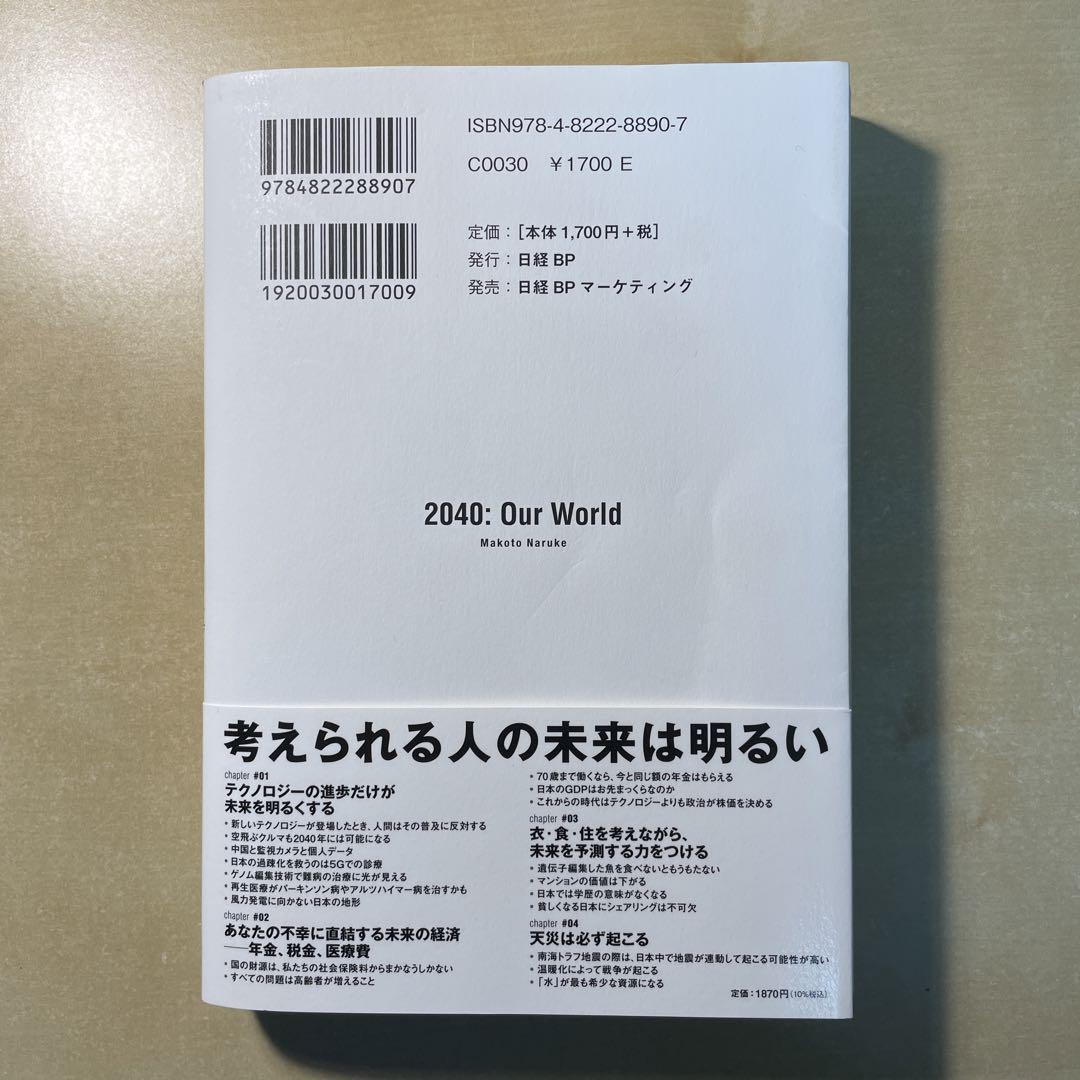 9784822288907
ISBN978-4-8222-8890-7
C0030 ¥1700 E
1920030017009
定価：[本体 1,700円＋税]
発行：日経 BP
発売：日経 BP マーケティング
2040: Our World
Makoto Naruke
考えられる人の未来は明るい
chapter #01
テクノロジーの進歩だけが
未来を明るくする
・新しいテクノロジーが登場したとき、人間はその普及に反対する
・空飛ぶクルマも2040年には可能になる
・中国と監視カメラと個人データ
・日本の過疎化を救うのは5Gでの診療
・ゲノム編集技術で難病の治療に光が見える
・再生医療がパーキンソン病やアルツハイマー病を治すかも
・風力発電に向かない日本の地形
chapter #02
あなたの不幸に直結する未来の経済
──年金、税金、医療費
・国の財源は、私たちの社会保険料からまかなうしかない
・すべての問題は高齢者が増えること
・70歳まで働くなら、今と同じ額の年金はもらえる
・日本のGDPはお先まっくらなのか
・これからの時代はテクノロジーよりも政治が株価を決める
chapter #03
衣・食・住を考えながら、
未来を予測する力をつける
・遺伝子編集した魚を食べないともうもたない
・マンションの価値は下がる
・日本では学歴の意味がなくなる
・貧しくなる日本にシェアリングは不可欠
chapter #04
天災は必ず起こる
・南海トラフ地震の際は、日本中で地震が連動して起こる可能性が高い
・温暖化によって戦争が起こる
・「水」が最も希少な資源になる
定価：1870円（10%税込）